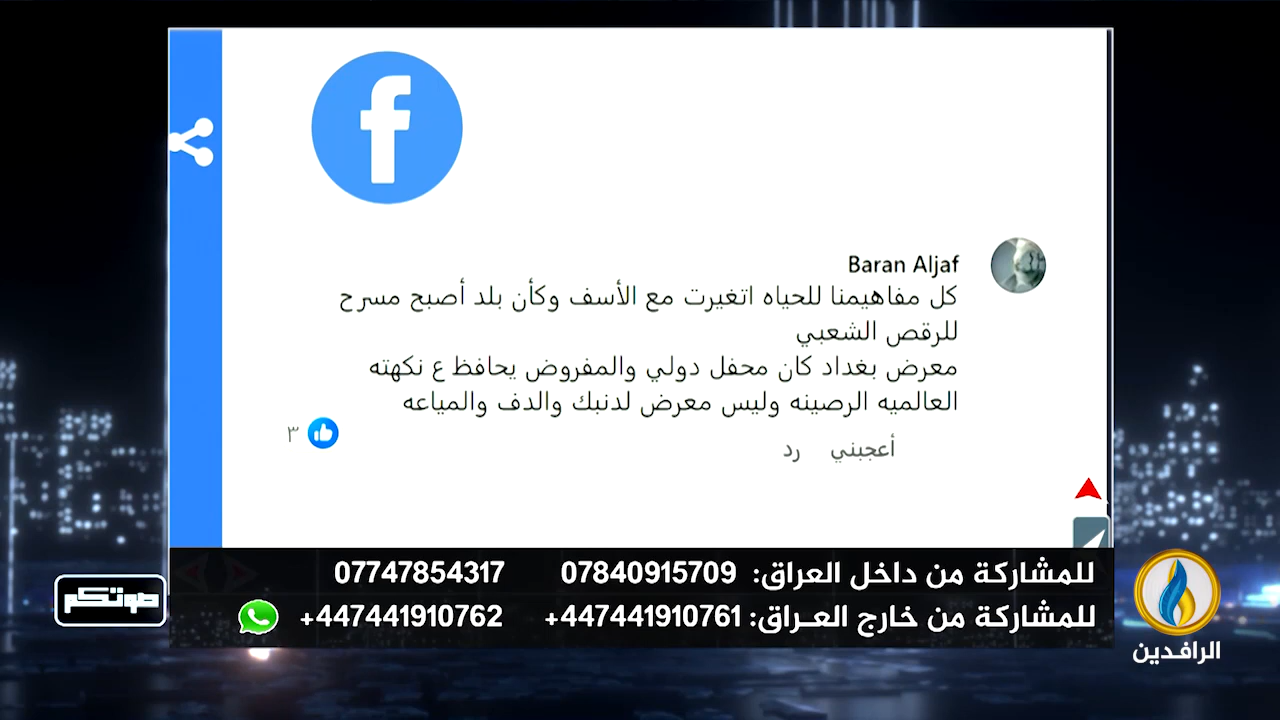 f
Baran Aljaf
كل مفاهيمنا للحياه اتغيرت مع الأسف وكأن بلد أصبح مسرح
للرقص الشعبي
معرض بغداد كان محفل دولي والمفروض يحافظ ع نكهته
العالميه الرصينه وليس معرض لدنبك والدف والمياعه
٣
أعجبني رد
للمشاركة من داخل العراق: 07840915709 07747854317
للمشاركة من خارج العـراق: 447441910761+ 447441910762+
صوتكم
الرافدين